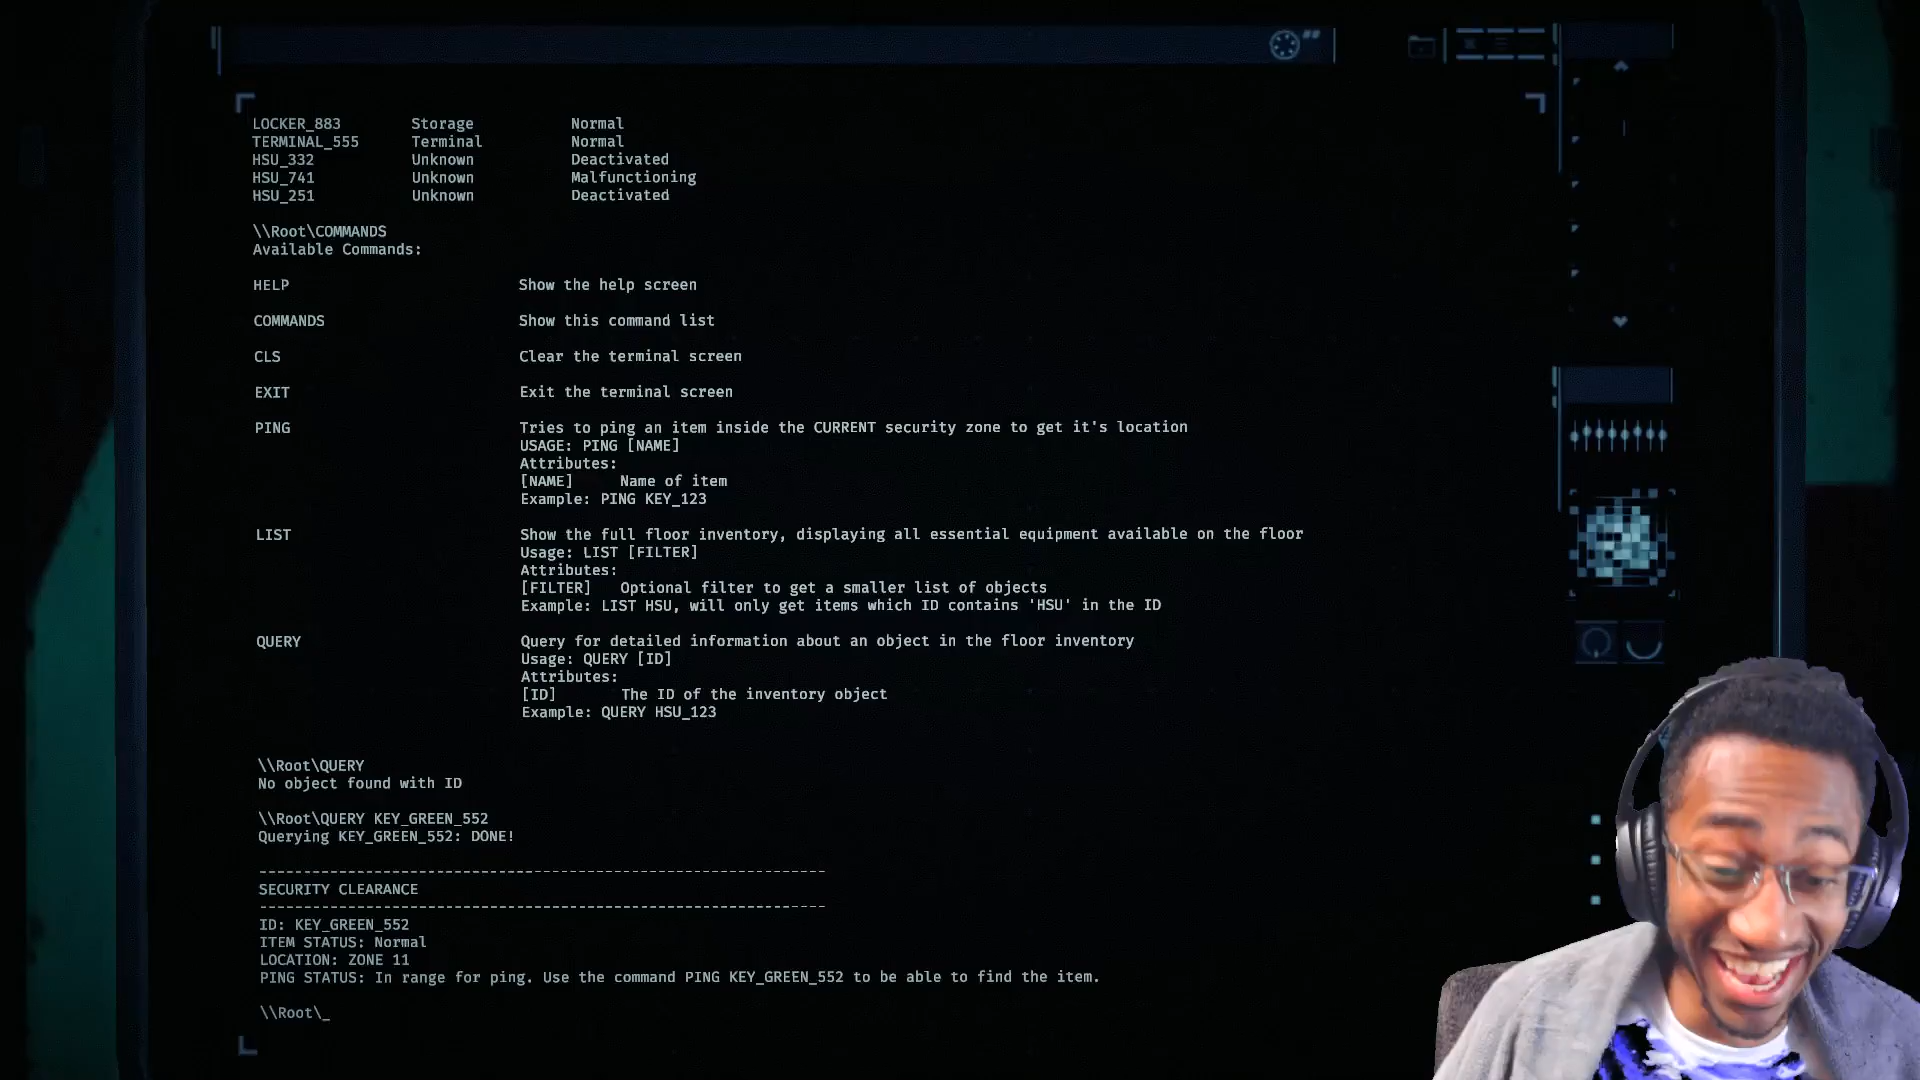 LOCKER_883 Storage Normal
TERMINAL_555 Terminal Normal
HSU_332 Unknown Deactivated
HSU_741 Unknown Malfunctioning
HSU_251 Unknown Deactivated
\\Root\COMMANDS
Available Commands:
HELP Show the help screen
COMMANDS Show this command list
CLS Clear the terminal screen
EXIT Exit the terminal screen
PING Tries to ping an item inside the CURRENT security zone to get it's location
USAGE: PING [NAME]
Attributes:
[NAME] Name of item
Example: PING KEY_123
LIST Show the full floor inventory, displaying all essential equipment available on the floor
Usage: LIST [FILTER]
Attributes:
[FILTER] Optional filter to get a smaller list of objects
Example: LIST HSU, will only get items which ID contains 'HSU' in the ID
QUERY Query for detailed information about an object in the floor inventory
Usage: QUERY [ID]
Attributes:
[ID] The ID of the inventory object
Example: QUERY HSU_123
\\Root\QUERY
No object found with ID
\\Root\QUERY KEY_GREEN_552
Querying KEY_GREEN_552: DONE!
----------------------------------------------------------------
SECURITY CLEARANCE
----------------------------------------------------------------
ID: KEY_GREEN_552
ITEM STATUS: Normal
LOCATION: ZONE 11
PING STATUS: In range for ping. Use the command PING KEY_GREEN_552 to be able to find the item.
\\Root\_